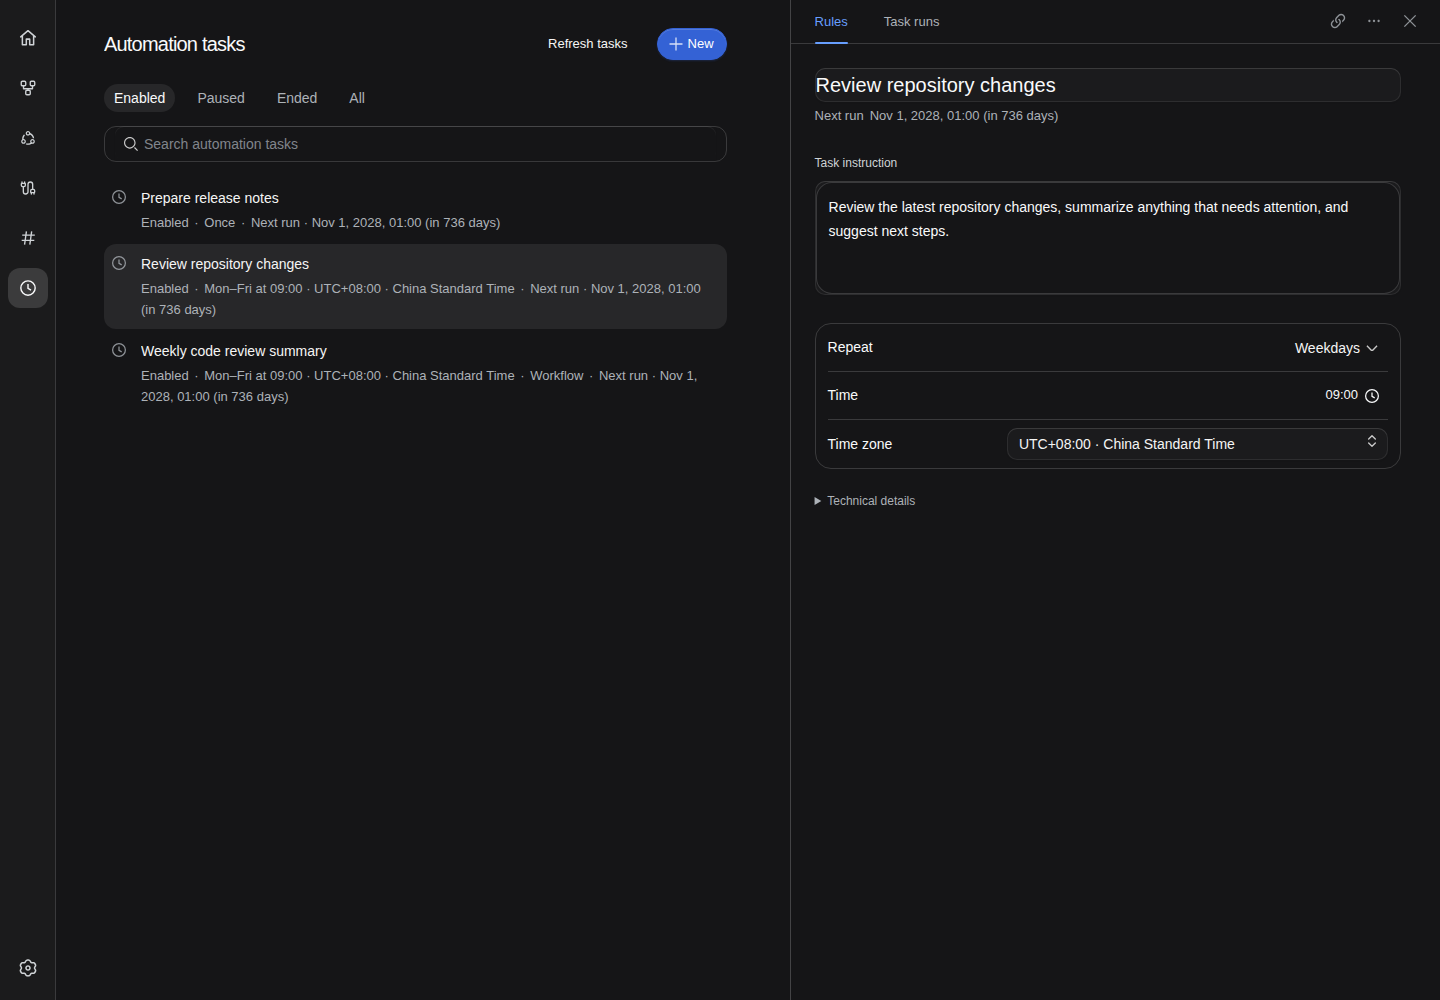 Automation tasks
Refresh tasks
New
Enabled
Paused
Ended
All
Search automation tasks
Prepare release notes
Enabled · Once · Next run · Nov 1, 2028, 01:00 (in 736 days)
Review repository changes
Enabled · Mon–Fri at 09:00 · UTC+08:00 · China Standard Time · Next run · Nov 1, 2028, 01:00
(in 736 days)
Weekly code review summary
Enabled · Mon–Fri at 09:00 · UTC+08:00 · China Standard Time · Workflow · Next run · Nov 1,
2028, 01:00 (in 736 days)
Rules
Task runs
Review repository changes
Next run Nov 1, 2028, 01:00 (in 736 days)
Task instruction
Review the latest repository changes, summarize anything that needs attention, and
suggest next steps.
Repeat
Weekdays
Time
09:00
Time zone
UTC+08:00 · China Standard Time
Technical details